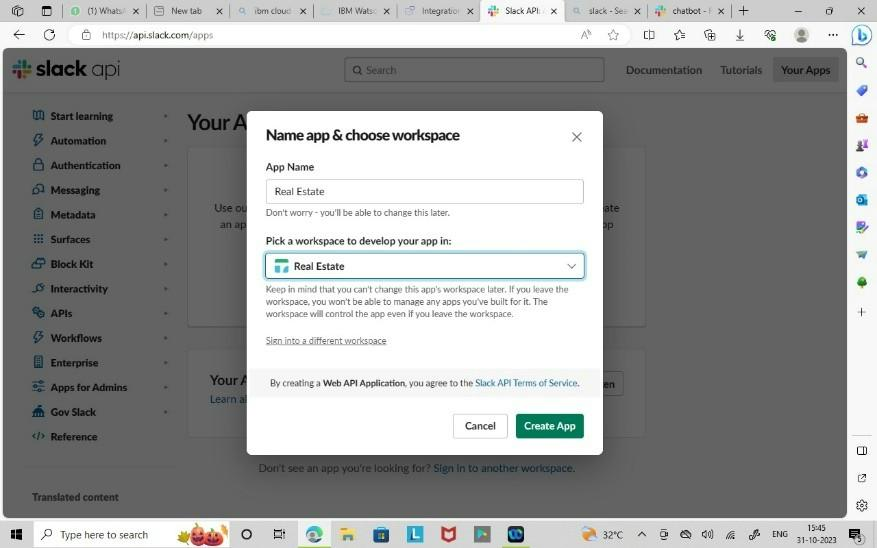 (1) Whats
New tab
ibm cloud
IBM Wats
Integration
Slack API:
slack - Sea
chatbot -
https://api.slack.com/apps
slack api
Search
Documentation
Tutorials
Your Apps
Start learning
Automation
Authentication
Messaging
Metadata
Surfaces
Block Kit
Interactivity
APIs
Workflows
Enterprise
Apps for Admins
Gov Slack
Reference
Translated content
Your A
Use ou
an ap
Your A
Learn al
Name app & choose workspace
App Name
Real Estate
Don't worry - you'll be able to change this later.
Pick a workspace to develop your app in:
Real Estate
Keep in mind that you can't change this app's workspace later. If you leave the
workspace, you won't be able to manage any apps you've built for it. The
workspace will control the app even if you leave the workspace.
Sign into a different workspace
By creating a Web API Application, you agree to the Slack API Terms of Service.
Cancel
Create App
Don't see an app you're looking for? Sign in to another workspace.
Type here to search
32°C
ENG
15:45
31-10-2023